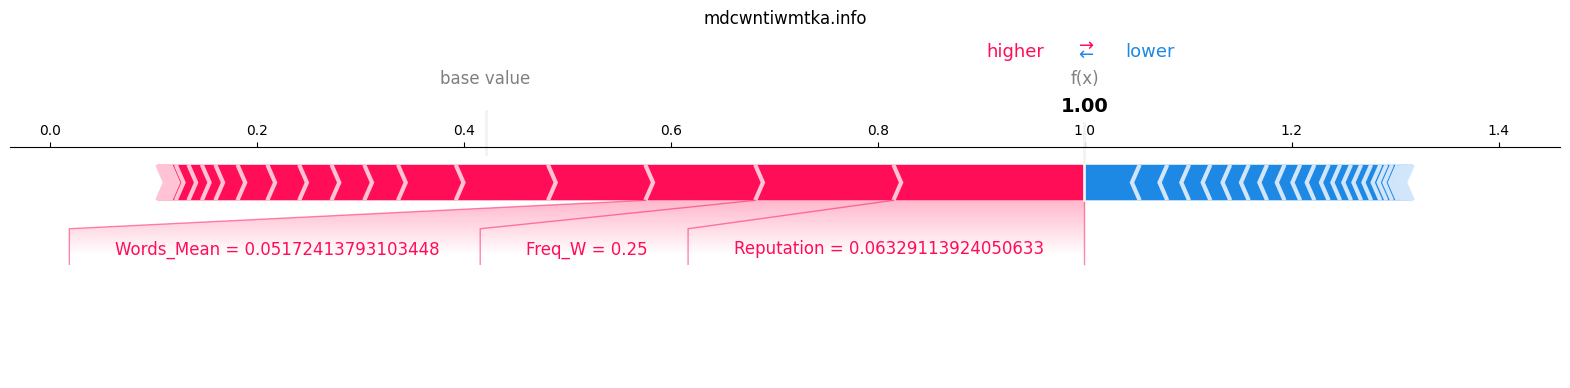 mdcwntiwmtka.info
higher ⇄ lower
base value f(x)
1.00
0.0 0.2 0.4 0.6 0.8 1.0 1.2 1.4
Words_Mean = 0.05172413793103448 Freq_W = 0.25 Reputation = 0.06329113924050633